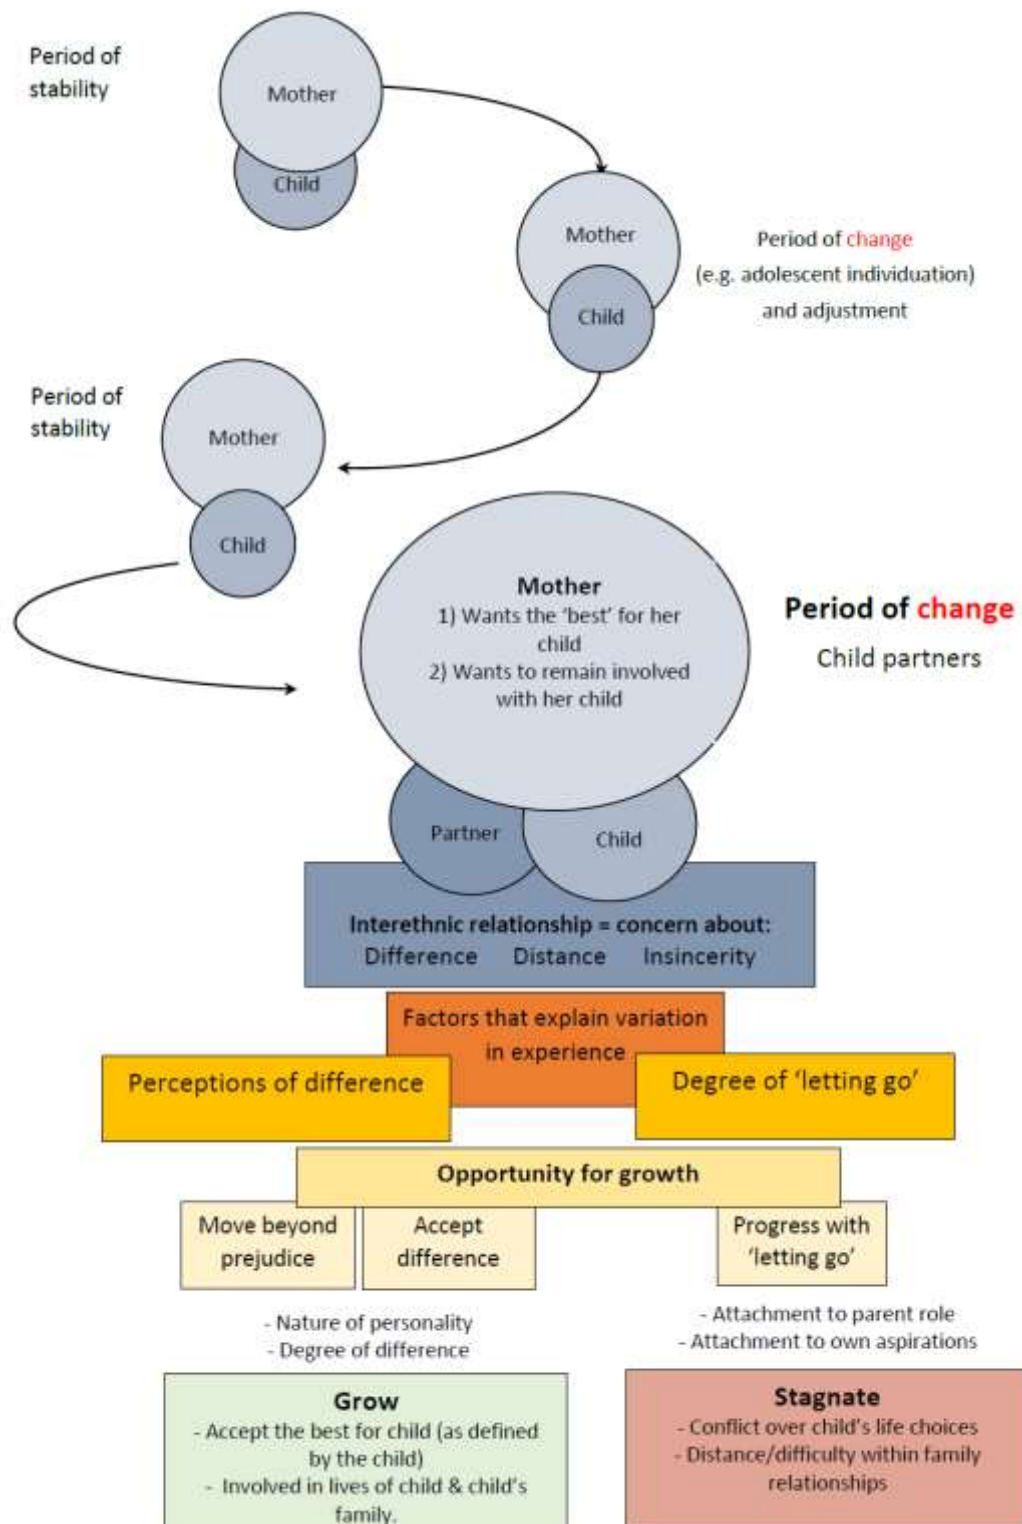 Period of
stability
Mother
Child
Mother
Child
Period of change
(e.g. adolescent individuation)
and adjustment
Period of
stability
Mother
Child
Mother
1) Wants the ‘best’ for her
child
2) Wants to remain involved
with her child
Period of change
Child partners
Partner
Child
Interethnic relationship = concern about:
Difference Distance Insincerity
Factors that explain variation
in experience
Perceptions of difference
Degree of ‘letting go’
Opportunity for growth
Move beyond
prejudice
Accept
difference
Progress with
‘letting go’
- Nature of personality
- Degree of difference
- Attachment to parent role
- Attachment to own aspirations
Grow
- Accept the best for child (as defined
by the child)
- Involved in lives of child & child’s
family.
Stagnate
- Conflict over child’s life choices
- Distance/difficulty within family
relationships